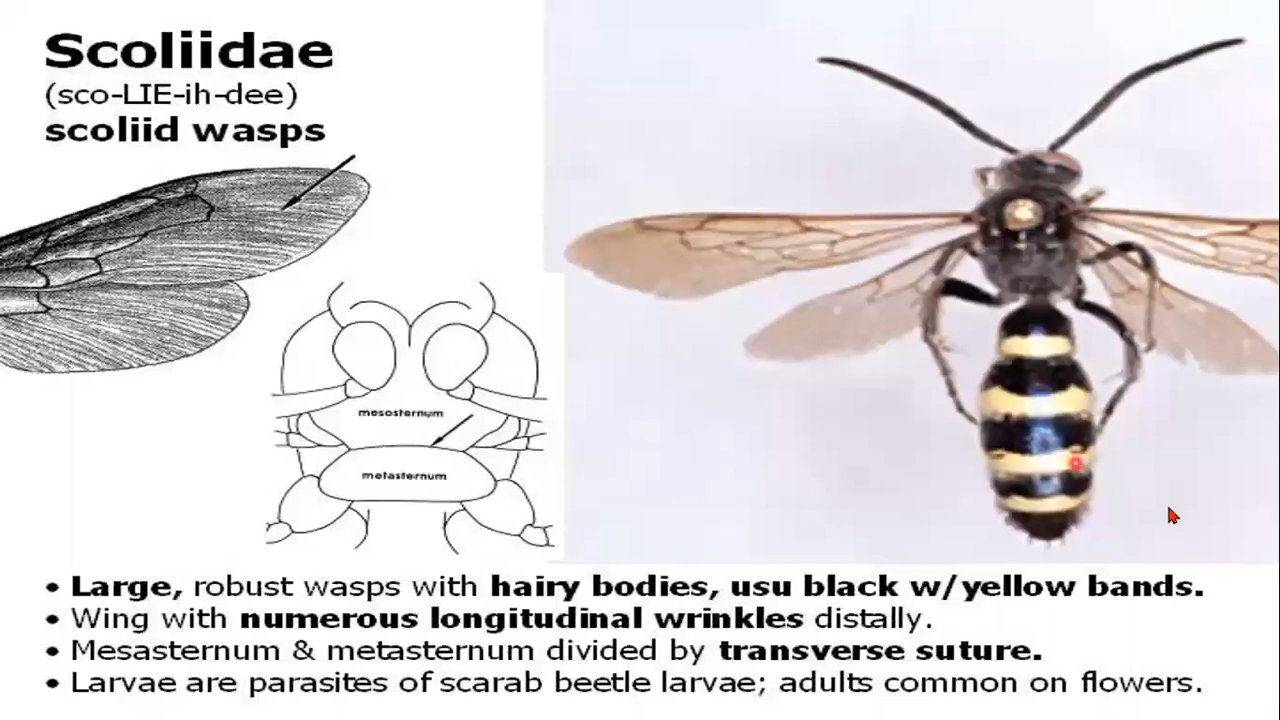 Scoliidae
(sco-LIE-ih-dee)
scoliid wasps
mesosternum
metasternum
• Large, robust wasps with hairy bodies, usu black w/yellow bands.
• Wing with numerous longitudinal wrinkles distally.
• Mesasternum & metasternum divided by transverse suture.
• Larvae are parasites of scarab beetle larvae; adults common on flowers.